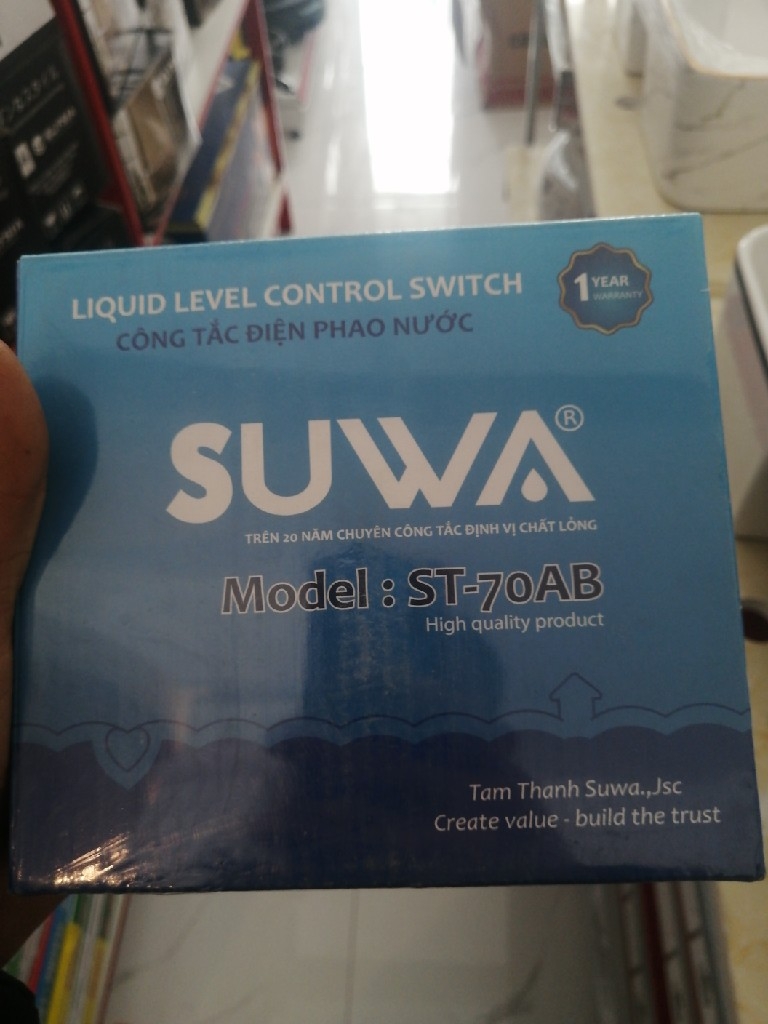 LIQUID LEVEL CONTROL SWITCH
CÔNG TẮC ĐIỆN PHAO NƯỚC
1 YEAR
WARRANTY
SUWA®
TRÊN 20 NĂM CHUYÊN CÔNG TẮC ĐỊNH VỊ CHẤT LỎNG
Model : ST-70AB
High quality product
Tam Thanh Suwa.,Jsc
Create value - build the trust